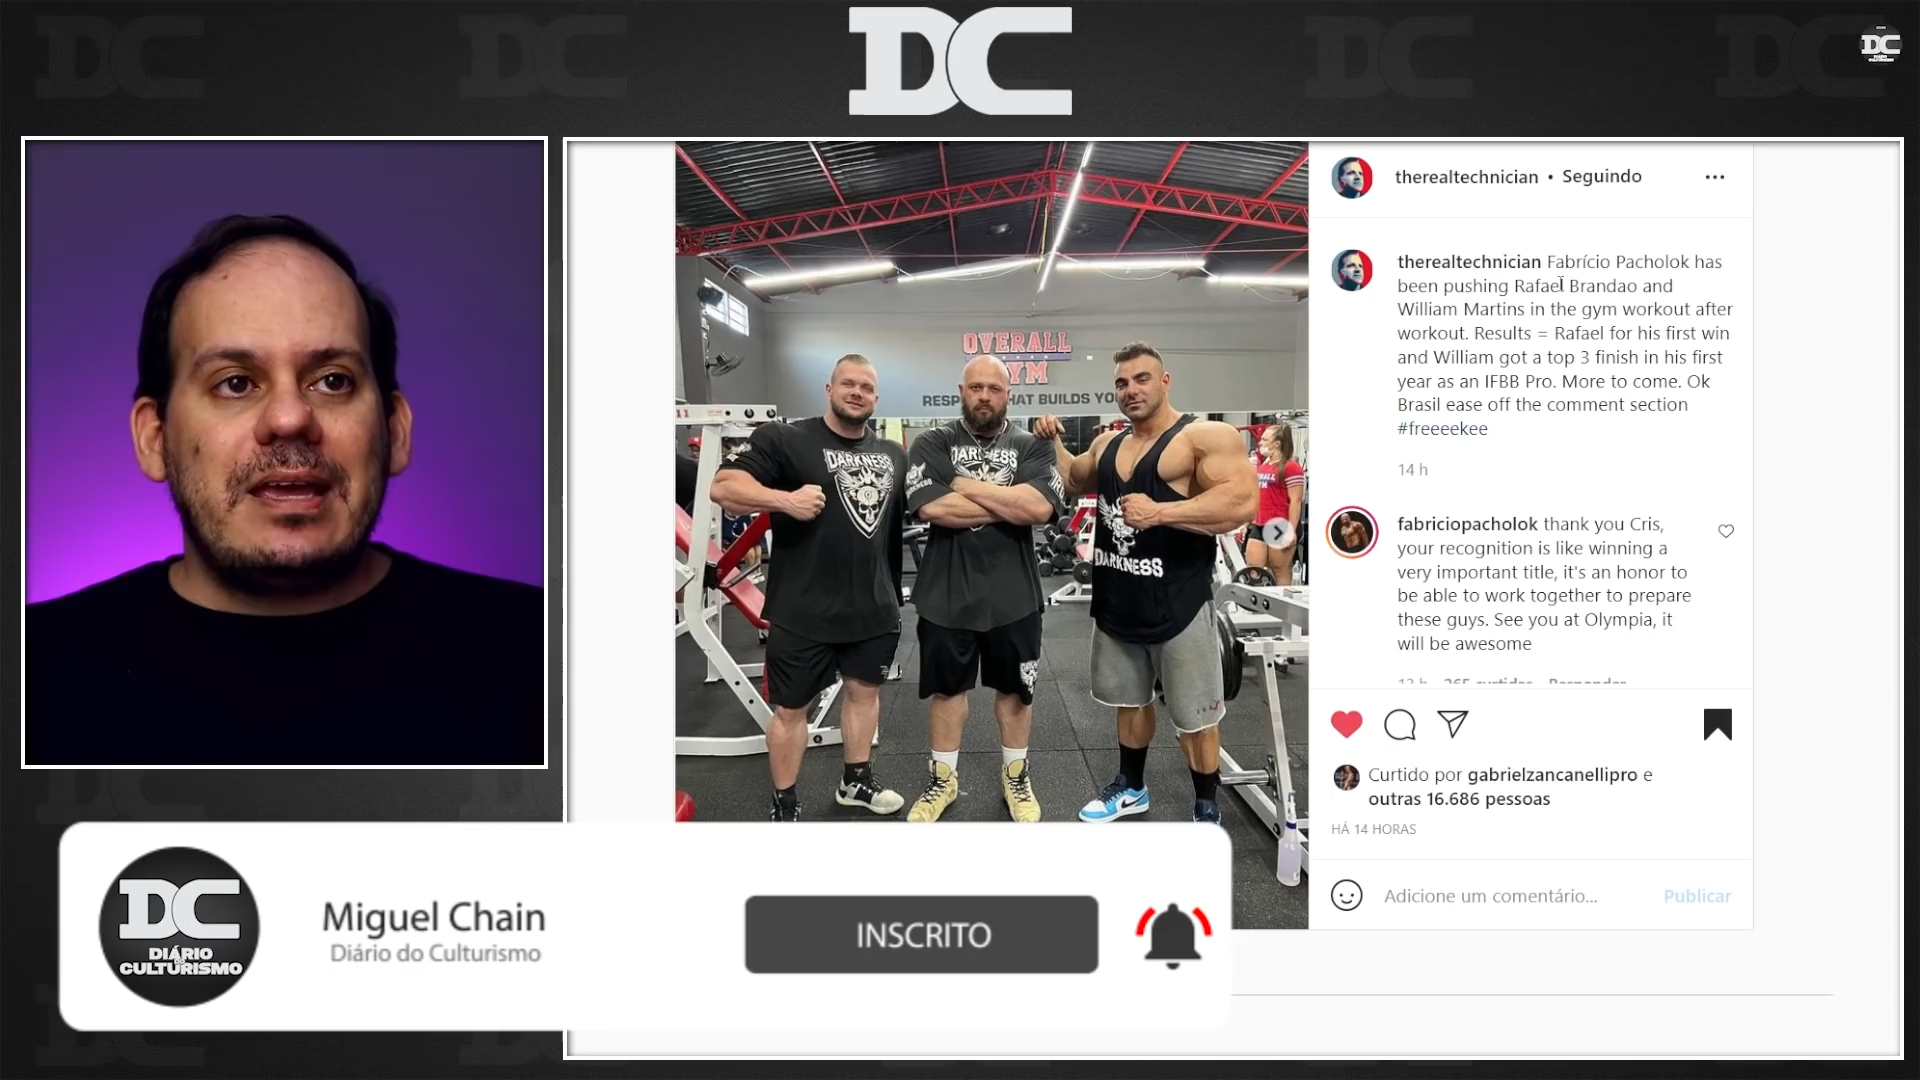 DC
DC
therealtechnician • Seguindo
therealtechnician Fabrício Pacholok has
been pushing Rafael Brandao and
William Martins in the gym workout after
workout. Results = Rafael for his first win
and William got a top 3 finish in his first
year as an IFBB Pro. More to come. Ok
Brasil ease off the comment section
#freeeekee
14 h
fabriciopacholok thank you Cris,
your recognition is like winning a
very important title, it's an honor to
be able to work together to prepare
these guys. See you at Olympia, it
will be awesome
Curtido por gabrielzancanellipro e
outras 16.686 pessoas
HÁ 14 HORAS
Adicione um comentário... Publicar
OVERALL
GYM
THAT BUILDS
DARKNESS
DARKNESS
DARKNESS
11
DC
DIÁRIO
CULTURISMO
Miguel Chain
Diário do Culturismo
INSCRITO